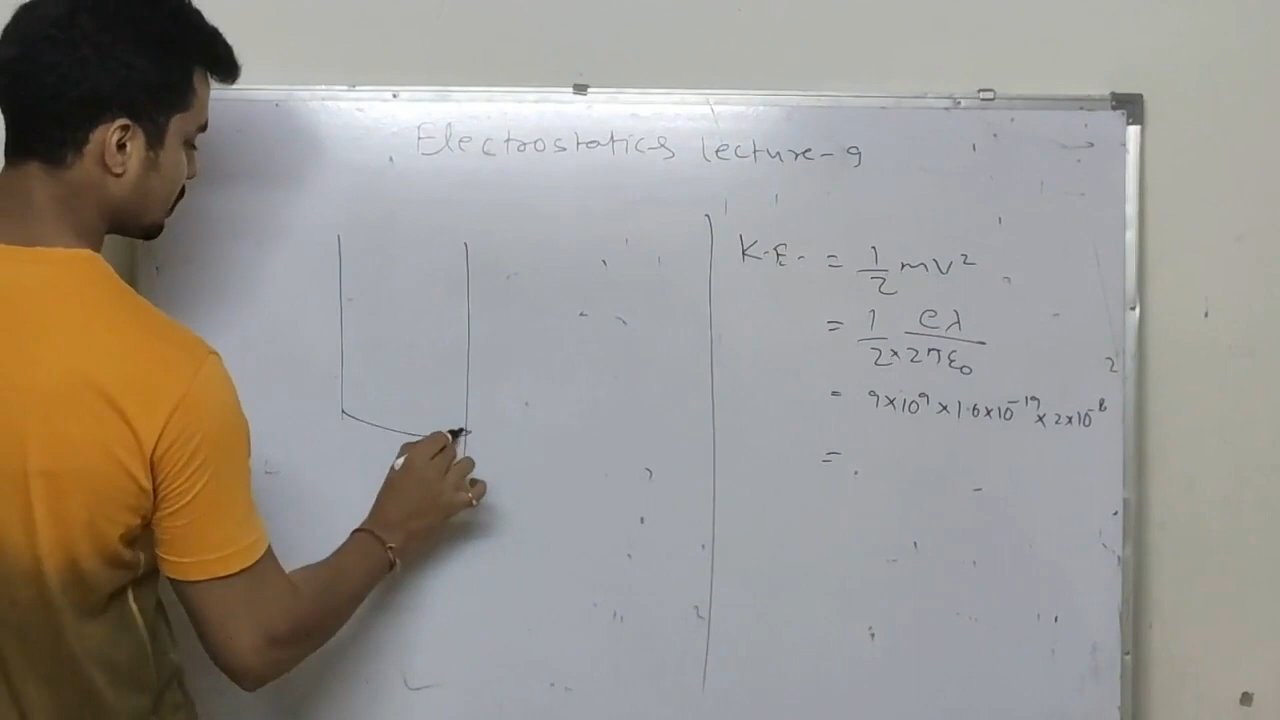 Electrostatics lecture-9
K.E. = 1/2 mv²
= 1/2×2πε₀ eλ
= 9×10⁹×1.6×10⁻¹⁹×2×10⁻⁸
=